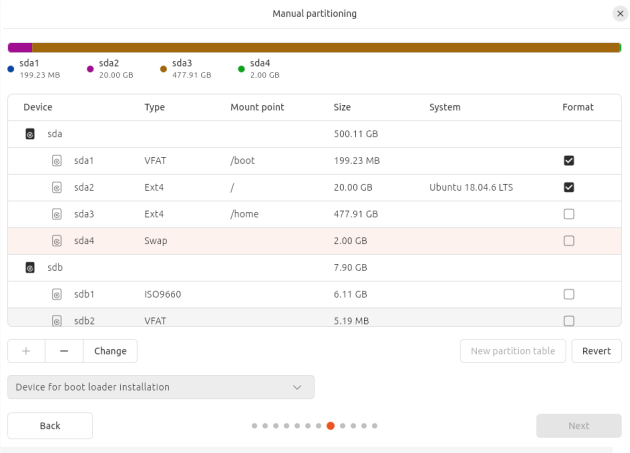 Manual partitioning
sda1 sda2 sda3 sda4
199.23 MB 20.00 GB 477.91 GB 2.00 GB
Device Type Mount point Size System Format
sda 500.11 GB
sda1 VFAT /boot 199.23 MB
sda2 Ext4 / 20.00 GB Ubuntu 18.04.6 LTS
sda3 Ext4 /home 477.91 GB
sda4 Swap 2.00 GB
sdb 7.90 GB
sdb1 ISO9660 6.11 GB
sdb2 VFAT 5.19 MB
+ − Change New partition table Revert
Device for boot loader installation
Back Next